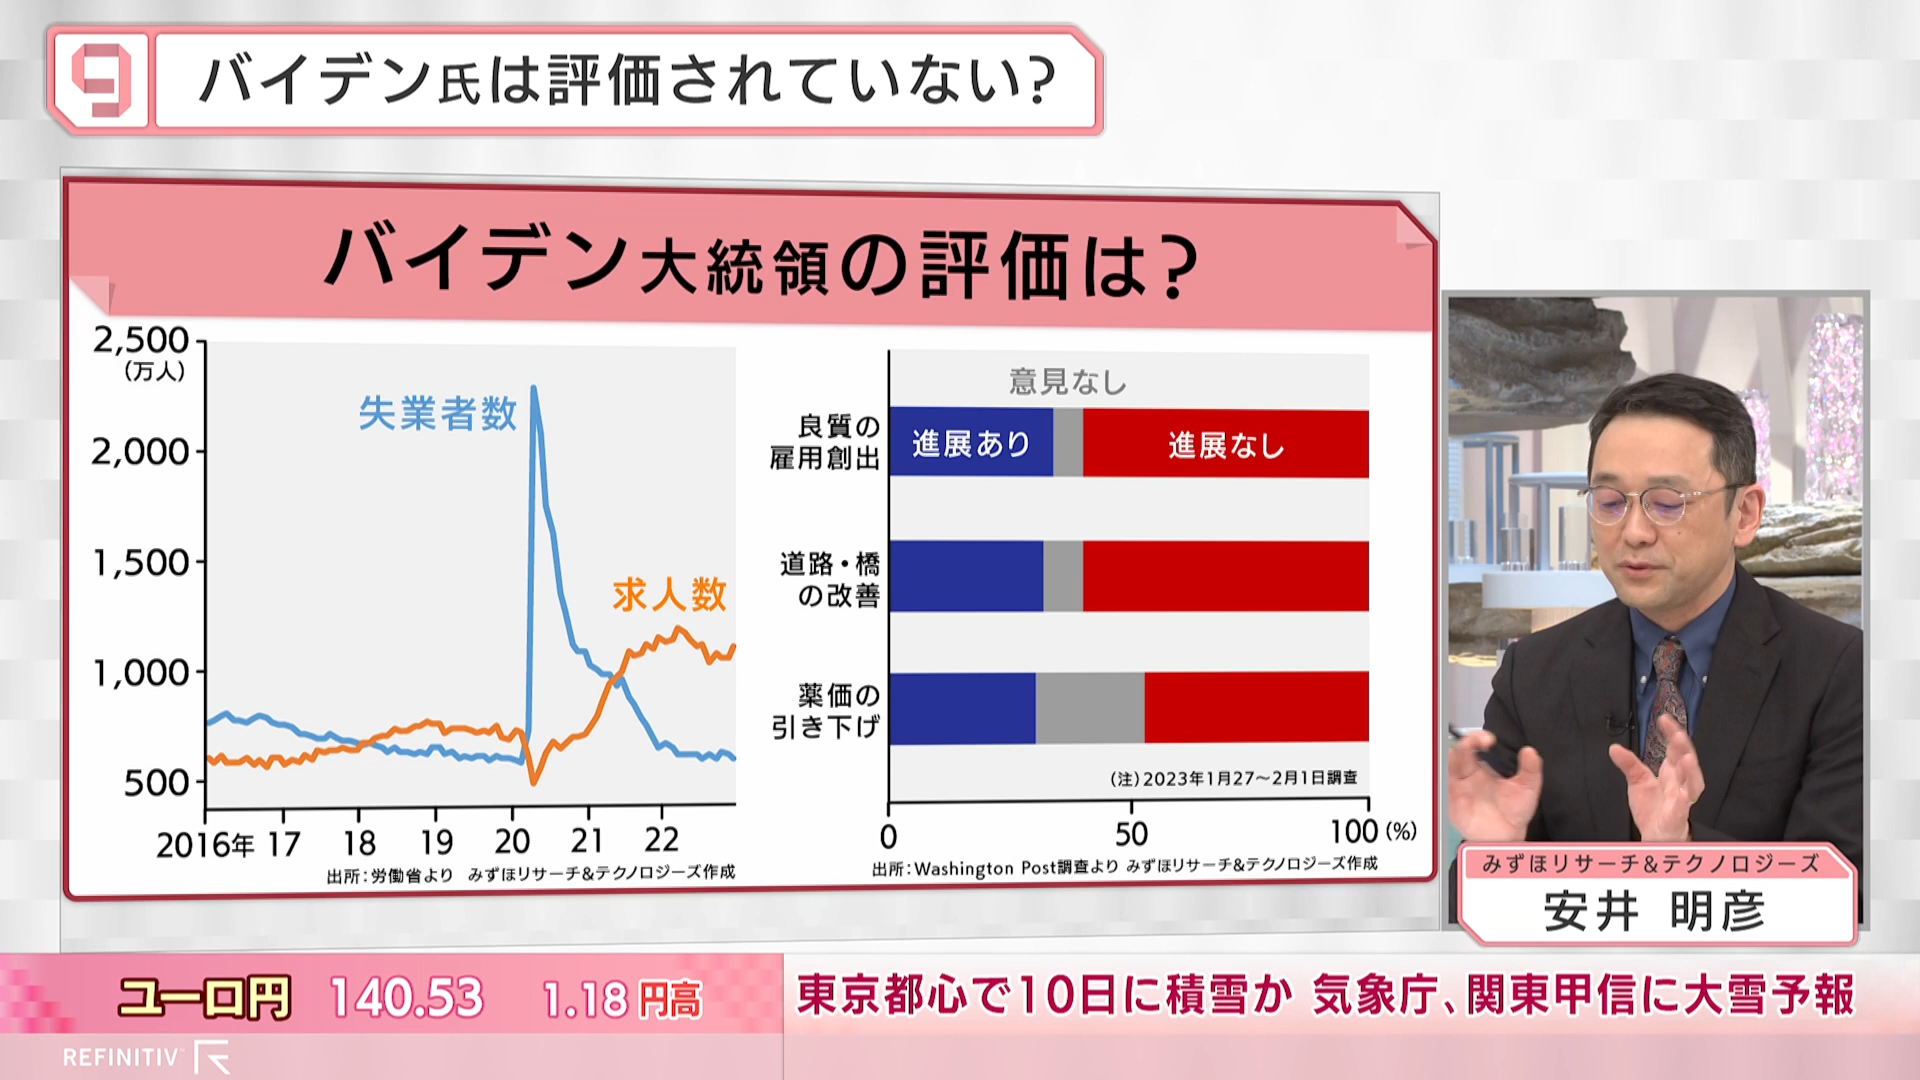 9
バイデン氏は評価されていない?
バイデン大統領の評価は?
2,500
(万人)
2,000
1,500
1,000
500
失業者数
求人数
2016年 17 18 19 20 21 22
出所:労働省より みずほリサーチ&テクノロジーズ作成
意見なし
良質の
雇用創出
進展あり
進展なし
道路・橋
の改善
薬価の
引き下げ
(注)2023年1月27~2月1日調査
0 50 100(%)
出所:Washington Post調査より みずほリサーチ&テクノロジーズ作成
みずほリサーチ&テクノロジーズ
安井 明彦
ユーロ円 140.53 1.18円高
東京都心で10日に積雪か 気象庁、関東甲信に大雪予報
REFINITIV